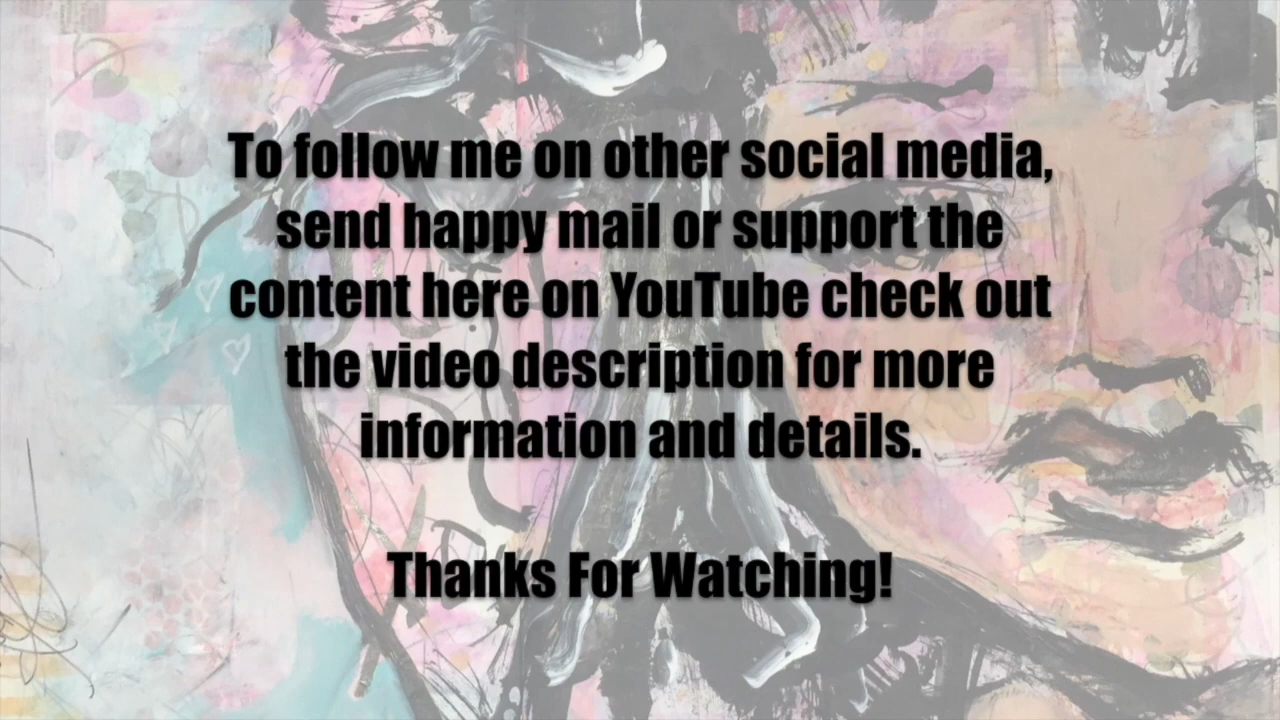 To follow me on other social media,
send happy mail or support the
content here on YouTube check out
the video description for more
information and details.
Thanks For Watching!